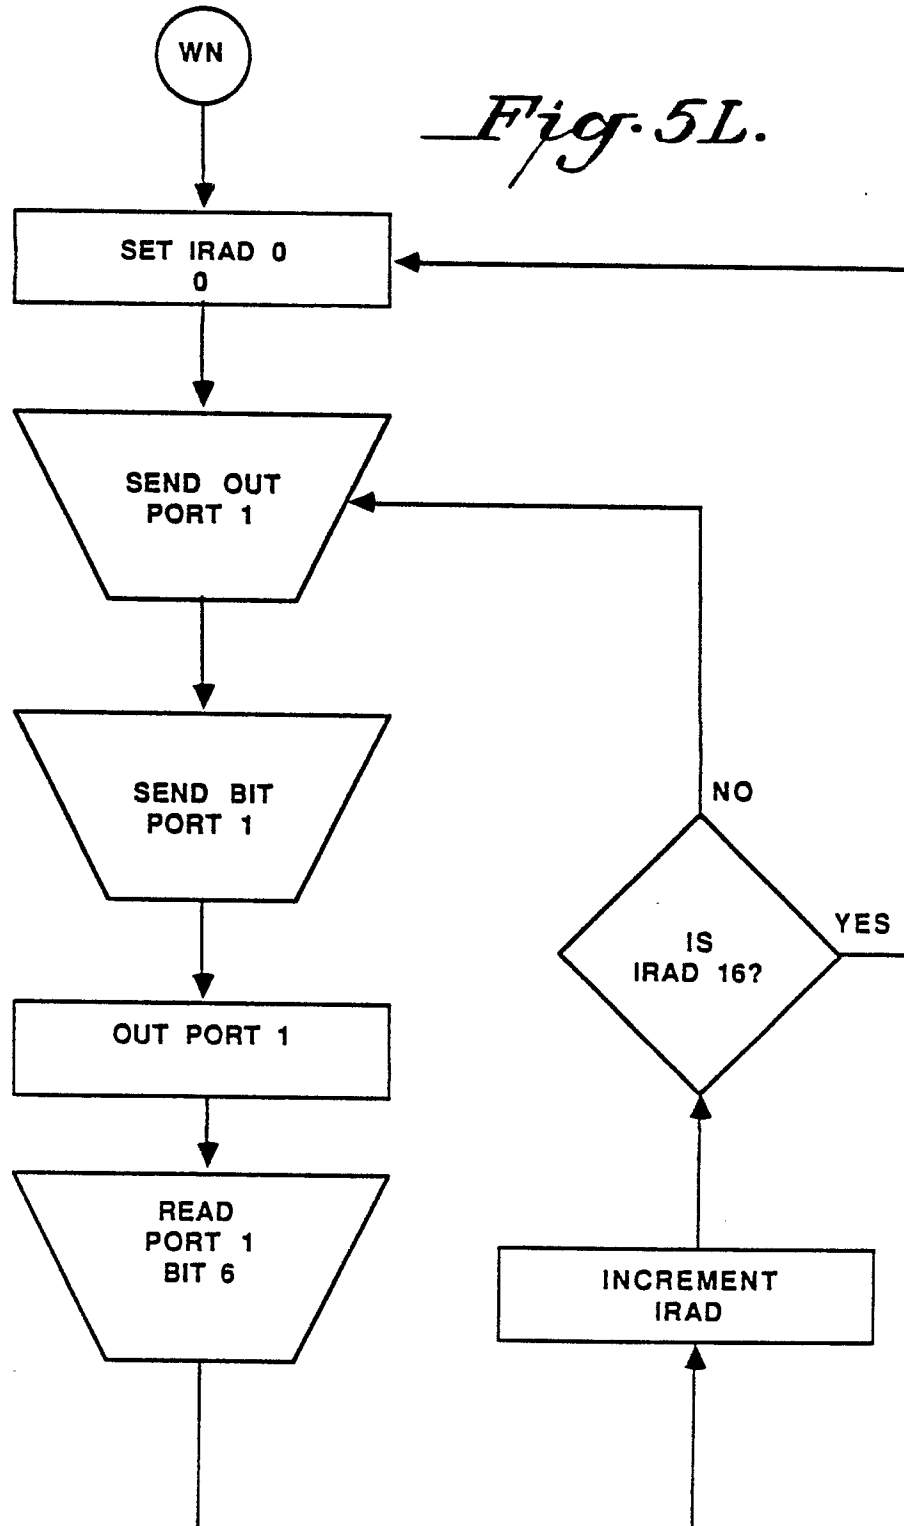 WN
Fig. 5L.
SET IRAD 0
0
SEND OUT
PORT 1
SEND BIT
PORT 1
NO
YES
IS
IRAD 16?
OUT PORT 1
READ
PORT 1
BIT 6
INCREMENT
IRAD